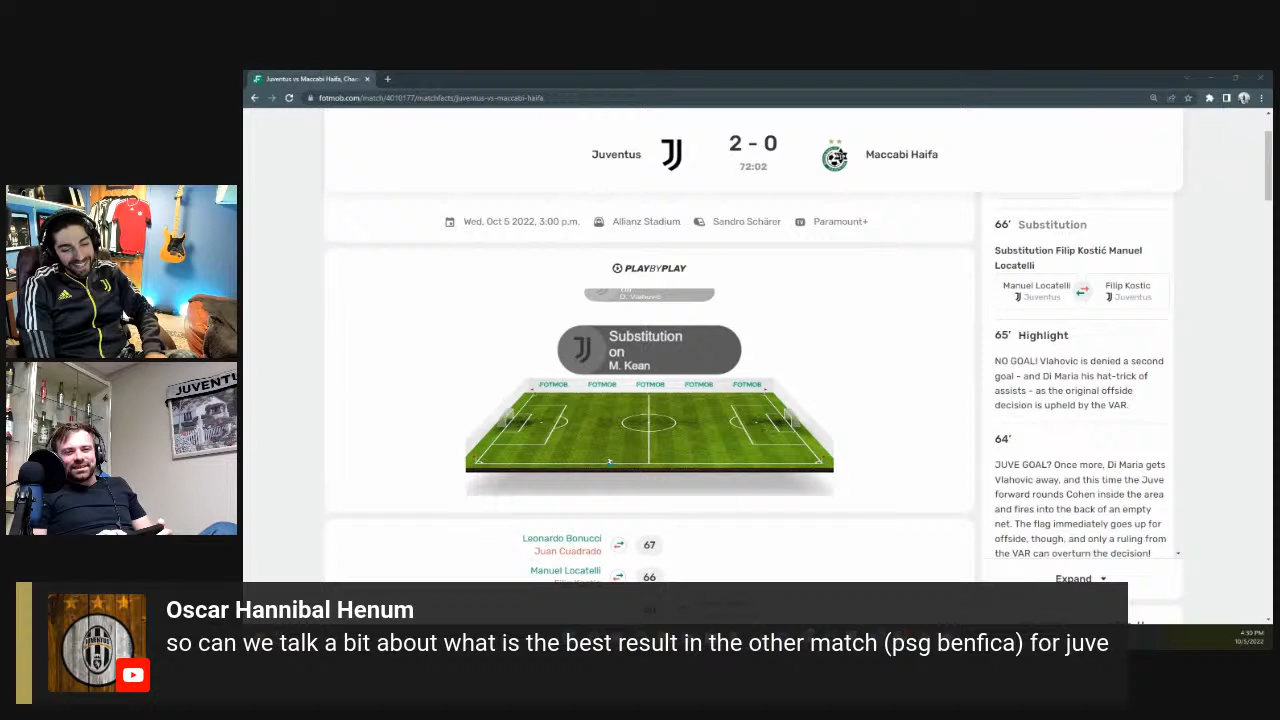 Juventus vs Maccabi Haifa, Cham
fotmob.com/match/4010177/matchfacts/juventus-vs-maccabi-haifa
Juventus
2 - 0
72:02
Maccabi Haifa
Wed, Oct 5 2022, 3:00 p.m.
Allianz Stadium
Sandro Schärer
Paramount+
PLAYBYPLAY
D. Vlahovic
Substitution
on
M. Kean
FOTMOB FOTMOB FOTMOB FOTMOB FOTMOB
Leonardo Bonucci
Juan Cuadrado
67
Manuel Locatelli
66
66' Substitution
Substitution Filip Kostić Manuel
Locatelli
Manuel Locatelli
Juventus
Filip Kostic
Juventus
65' Highlight
NO GOAL! Vlahovic is denied a second
goal - and Di Maria his hat-trick of
assists - as the original offside
decision is upheld by the VAR.
64'
JUVE GOAL? Once more, Di Maria gets
Vlahovic away, and this time the Juve
forward rounds Cohen inside the area
and fires into the back of an empty
net. The flag immediately goes up for
offside, though, and only a ruling from
the VAR can overturn the decision!
Expand
JUVENTU
Oscar Hannibal Henum
so can we talk a bit about what is the best result in the other match (psg benfica) for juve
4:30 PM
10/5/2022